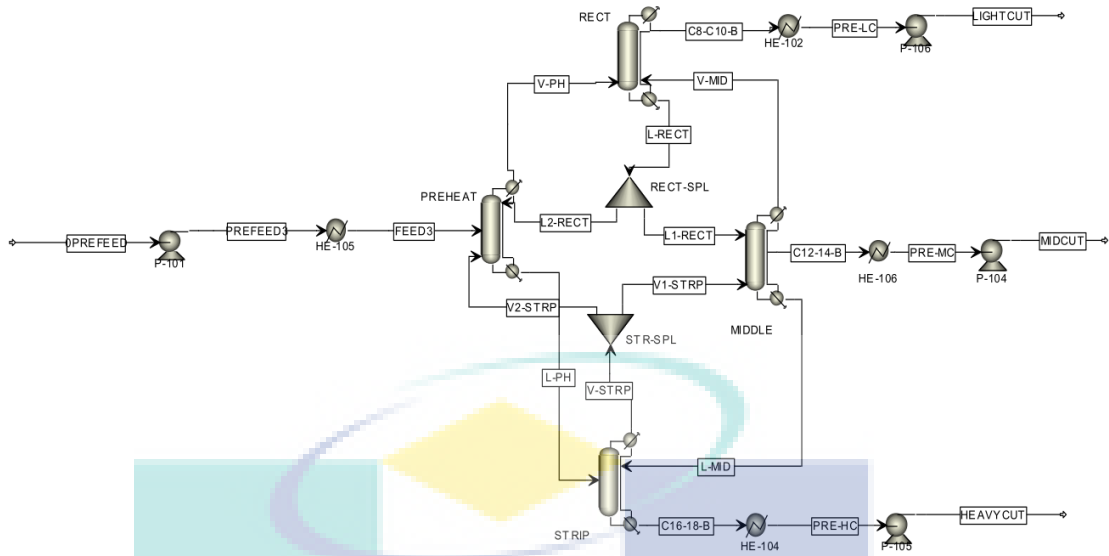 RECT
C8-C10-B
HE-102
PRE-LC
P-106
LIGHTCUT
V-PH
V-MID
L-RECT
PREHEAT
RECT-SPL
0PREFEED
P-101
PREFEED3
HE-105
FEED3
L2-RECT
L1-RECT
C12-14-B
HE-106
PRE-MC
P-104
MIDCUT
V2-STRP
V1-STRP
STR-SPL
MIDDLE
L-PH
V-STRP
L-MID
STRIP
C16-18-B
HE-104
PRE-HC
P-105
HEAVYCUT